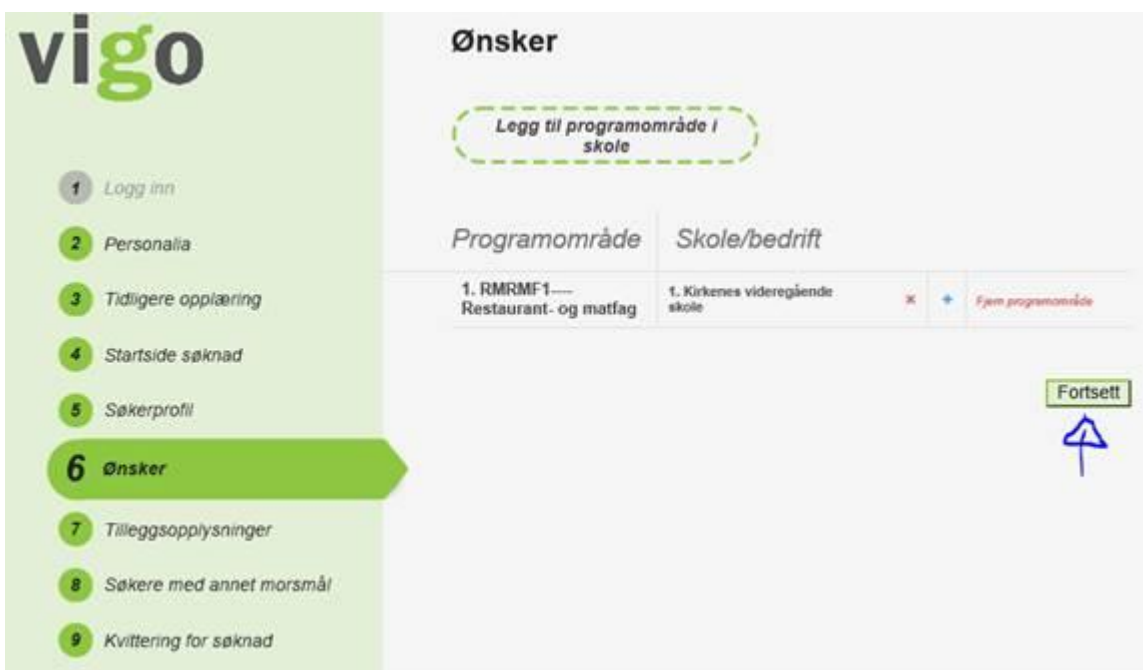 vigo
1 Logg inn
2 Personalia
3 Tidligere opplæring
4 Startside søknad
5 Søkerprofil
6 Ønsker
7 Tilleggsopplysninger
8 Søkere med annet morsmål
9 Kvittering for søknad
Ønsker
Legg til programområde i
skole
Programområde Skole/bedrift
1. RMRMF1----
Restaurant- og matfag
1. Kirkenes videregående
skole
Fjern programområde
Fortsett